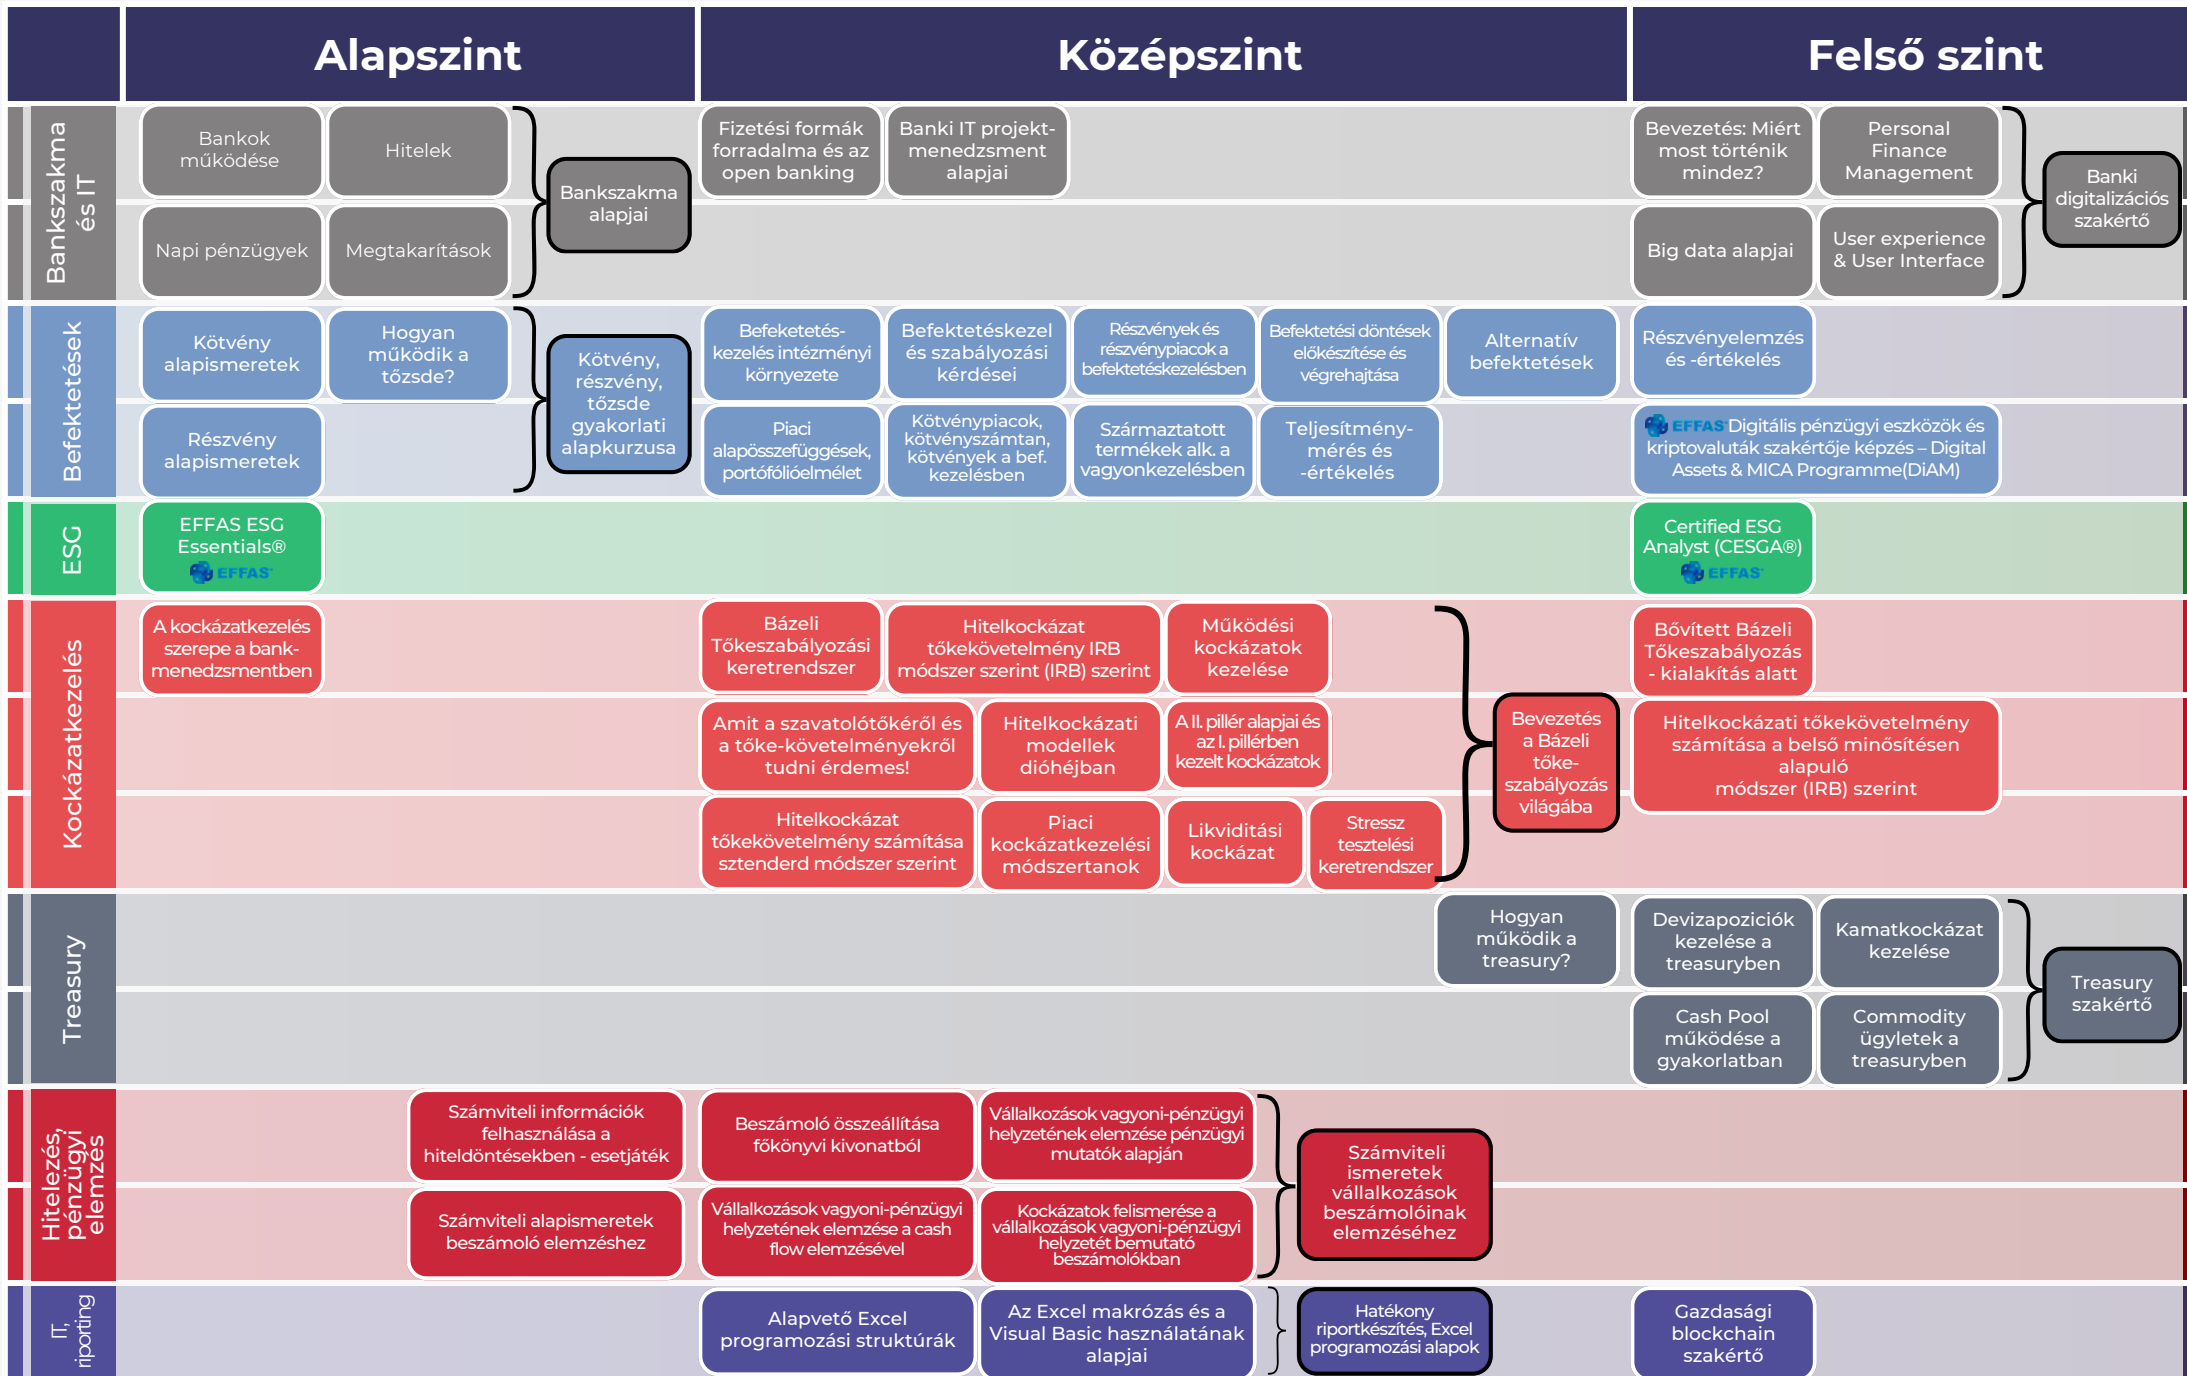 Alapszint
Középszint
Felső szint
Bankszakma
és IT
Bankok
működése
Hitelek
Napi pénzügyek
Megtakarítások
Bankszakma
alapjai
Fizetési formák
forradalma és az
open banking
Banki IT projekt-
menedzsment
alapjai
Bevezetés: Miért
most történik
mindez?
Personal
Finance
Management
Big data alapjai
User experience
& User Interface
Banki
digitalizációs
szakértő
Befektetések
Kötvény
alapismeretek
Hogyan
működik a
tőzsde?
Részvény
alapismeretek
Kötvény,
részvény,
tőzsde
gyakorlati
alapkurzusa
Befeketetés-
kezelés intézményi
környezete
Befektetéskezel
és szabályozási
kérdései
Részvények és
részvénypiacok a
befektetéskezelésben
Befektetési döntések
előkészítése és
végrehajtása
Alternatív
befektetések
Piaci
alapösszefüggések,
portófólióelmélet
Kötvénypiacok,
kötvényszámtan,
kötvények a bef.
kezelésben
Származtatott
termékek alk. a
vagyonkezelésben
Teljesítmény-
mérés és
-értékelés
Részvényelemzés
és -értékelés
EFFAS Digitális pénzügyi eszközök és
kriptovaluták szakértője képzés – Digital
Assets & MICA Programme(DiAM)
ESG
EFFAS ESG
Essentials®
EFFAS
Certified ESG
Analyst (CESGA®)
EFFAS
Kockázatkezelés
A kockázatkezelés
szerepe a bank-
menedzsmentben
Bázeli
Tőkeszabályozási
keretrendszer
Hitelkockázat
tőkekövetelmény IRB
módszer szerint (IRB) szerint
Működési
kockázatok
kezelése
Amit a szavatolótőkéről és
a tőke-követelményekről
tudni érdemes!
Hitelkockázati
modellek
dióhéjban
A II. pillér alapjai és
az I. pillérben
kezelt kockázatok
Hitelkockázat
tőkekövetelmény számítása
sztenderd módszer szerint
Piaci
kockázatkezelési
módszertanok
Likviditási
kockázat
Stressz
tesztelési
keretrendszer
Bevezetés
a Bázeli
tőke-
szabályozás
világába
Bővített Bázeli
Tőkeszabályozás
- kialakítás alatt
Hitelkockázati tőkekövetelmény
számítása a belső minősítésen
alapuló
módszer (IRB) szerint
Treasury
Hogyan
működik a
treasury?
Devizapoziciók
kezelése a
treasuryben
Kamatkockázat
kezelése
Cash Pool
működése a
gyakorlatban
Commodity
ügyletek a
treasuryben
Treasury
szakértő
Hitelezés,
pénzügyi
elemzés
Számviteli információk
felhasználása a
hiteldöntésekben - esetjáték
Beszámoló összeállítása
főkönyvi kivonatból
Vállalkozások vagyoni-pénzügyi
helyzetének elemzése pénzügyi
mutatók alapján
Számviteli alapismeretek
beszámoló elemzéshez
Vállalkozások vagyoni-pénzügyi
helyzetének elemzése a cash
flow elemzésével
Kockázatok felismerése a
vállalkozások vagyoni-pénzügyi
helyzetét bemutató
beszámolókban
Számviteli
ismeretek
vállalkozások
beszámolóinak
elemzéséhez
IT,
riporting
Alapvető Excel
programozási struktúrák
Az Excel makrózás és a
Visual Basic használatának
alapjai
Hatékony
riportkészítés, Excel
programozási alapok
Gazdasági
blockchain
szakértő